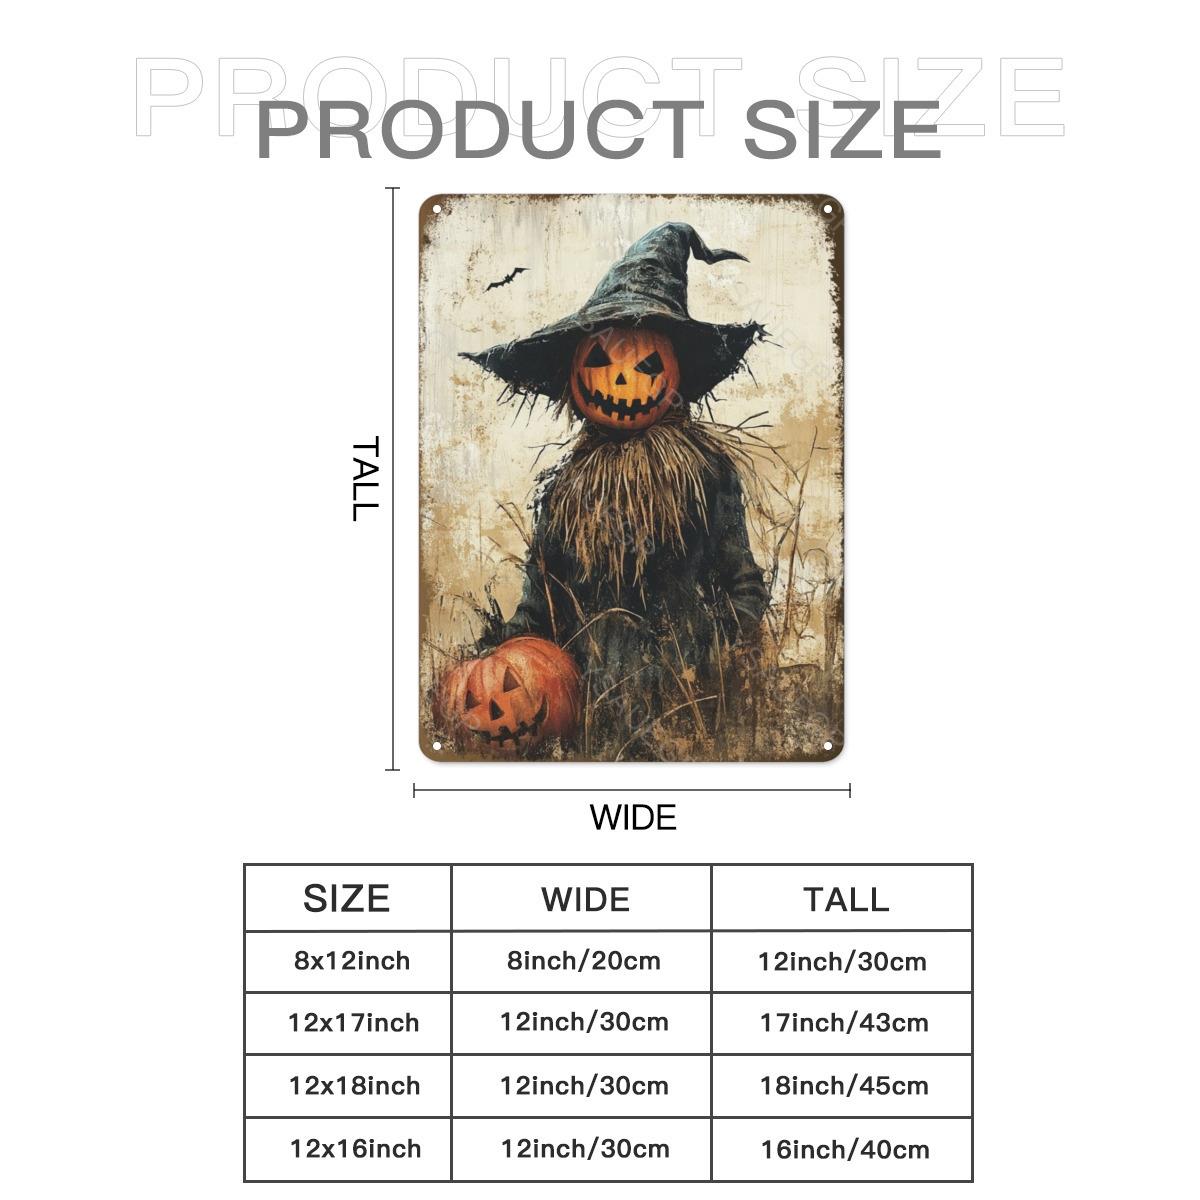 PRODUCT SIZE
PRODUCT SIZE
TALL
WIDE
SIZE WIDE TALL
8x12inch 8inch/20cm 12inch/30cm
12x17inch 12inch/30cm 17inch/43cm
12x18inch 12inch/30cm 18inch/45cm
12x16inch 12inch/30cm 16inch/40cm